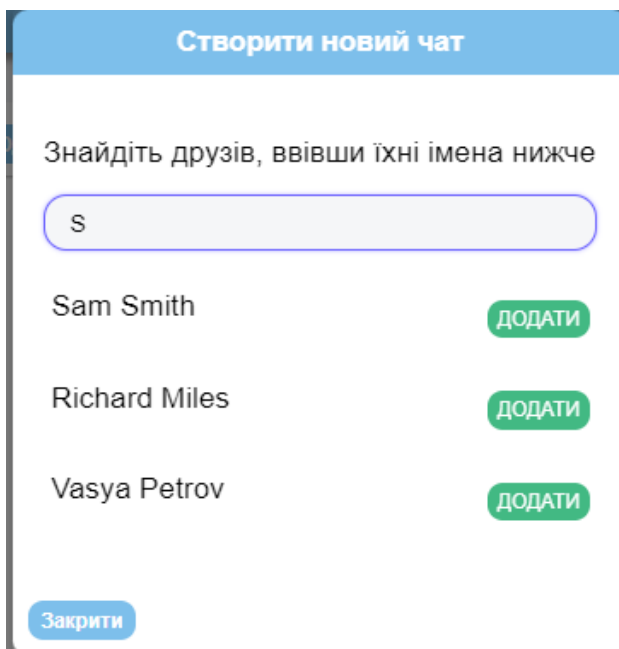 Створити новий чат
Знайдіть друзів, ввівши їхні імена нижче
S
Sam Smith
ДОДАТИ
Richard Miles
ДОДАТИ
Vasya Petrov
ДОДАТИ
Закрити